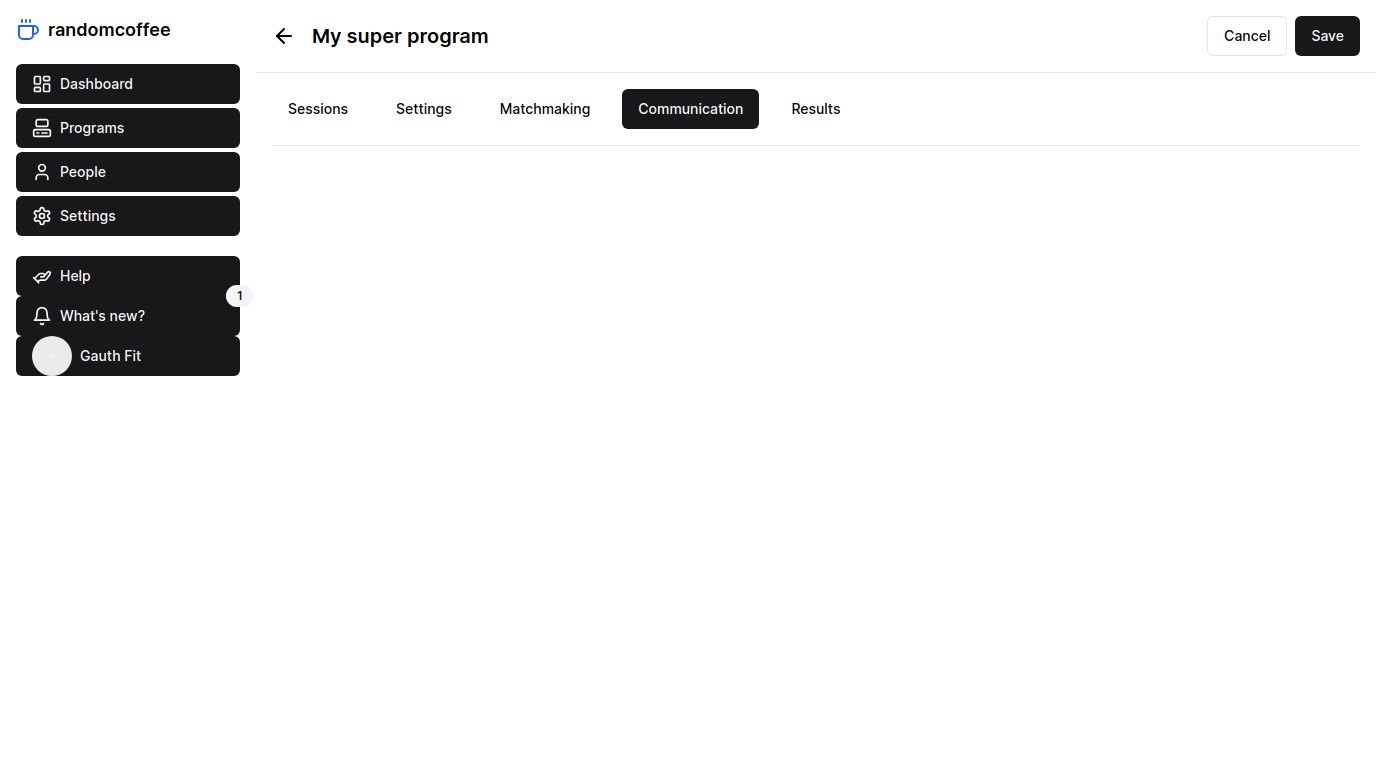 randomcoffee
My super program
Cancel
Save
Dashboard
Programs
People
Settings
Help
1
What's new?
Gauth Fit
Sessions
Settings
Matchmaking
Communication
Results